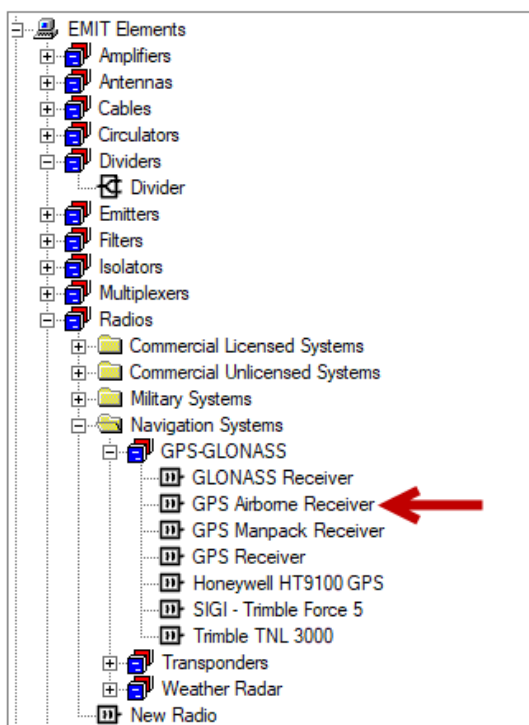 EMIT Elements
Amplifiers
Antennas
Cables
Circulators
Dividers
Divider
Emitters
Filters
Isolators
Multiplexers
Radios
Commercial Licensed Systems
Commercial Unlicensed Systems
Military Systems
Navigation Systems
GPS-GLONASS
GLONASS Receiver
GPS Airborne Receiver
GPS Manpack Receiver
GPS Receiver
Honeywell HT9100 GPS
SIGI - Trimble Force 5
Trimble TNL 3000
Transponders
Weather Radar
New Radio